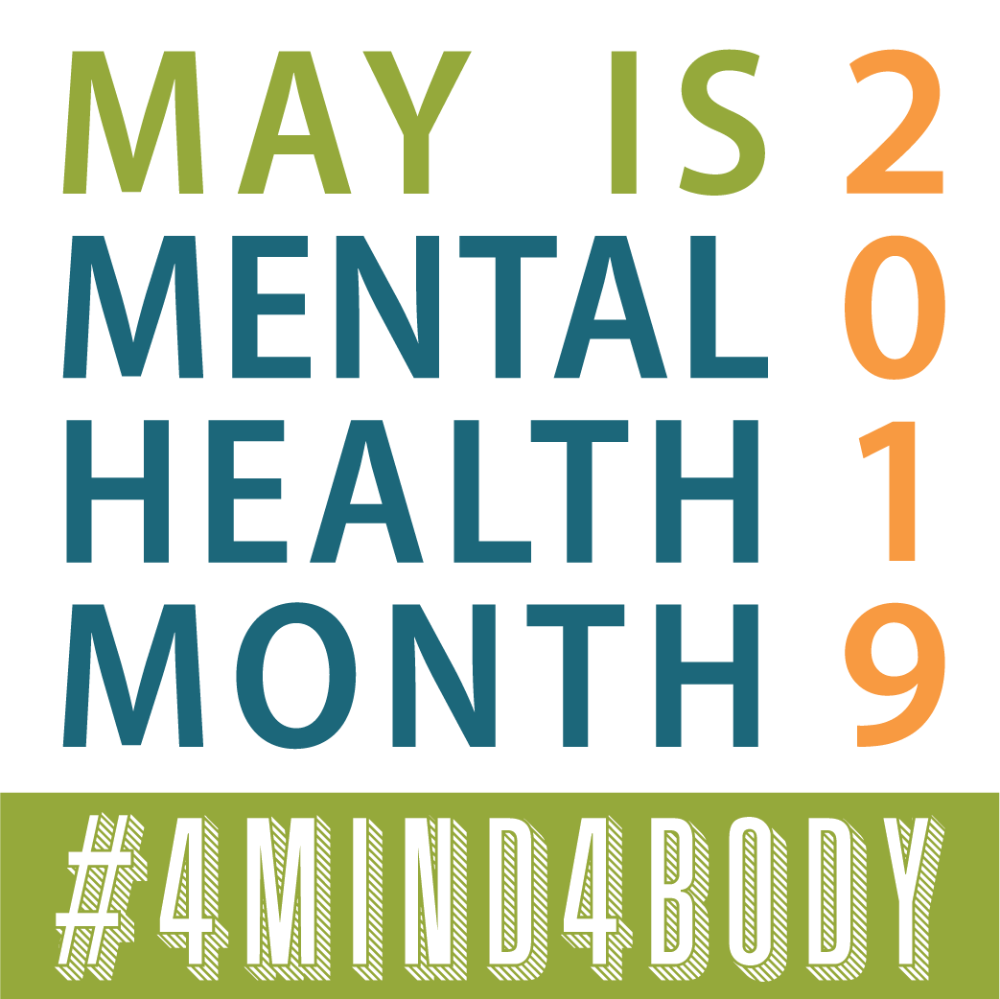 MAY IS 2
MENTAL 0
HEALTH 1
MONTH 9
#4MIND4BODY